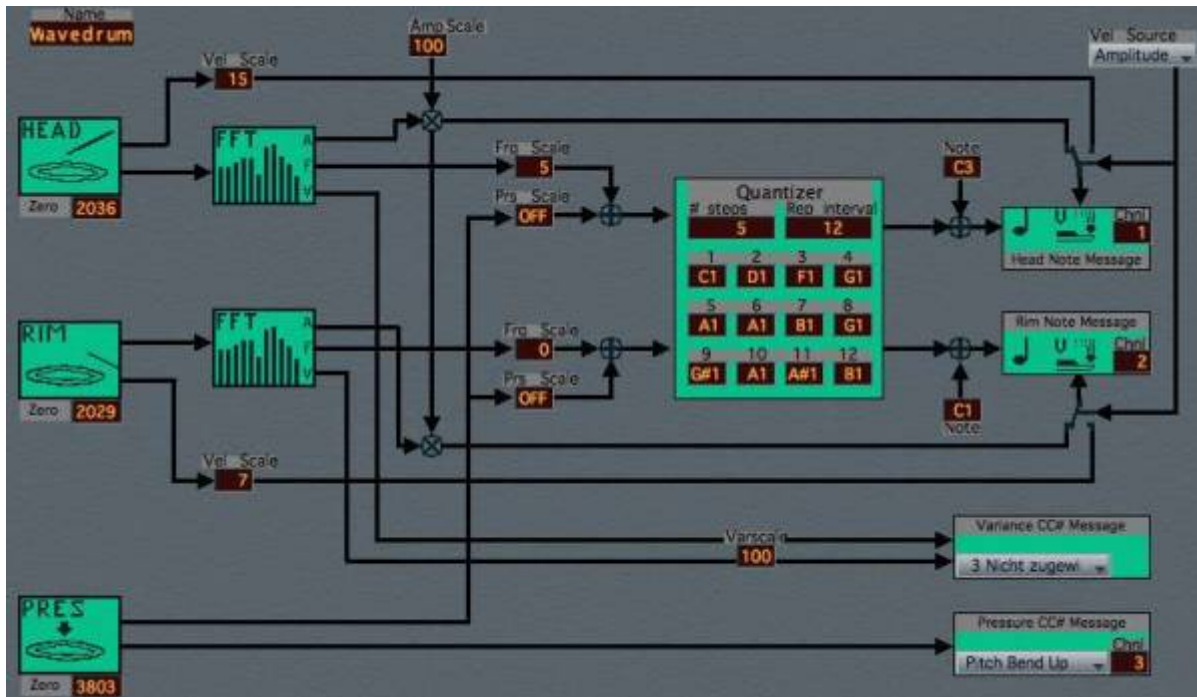 Name
Wavedrum
Amp Scale
100
Vel Source
Amplitude
Vel Scale
15
HEAD
Zero 2036
FFT
A
F
V
Frq Scale
5
Prs Scale
OFF
Quantizer
# steps Rep interval
5 12
1 2 3 4
C1 D1 F1 G1
5 6 7 8
A1 A1 B1 G1
9 10 11 12
G#1 A1 A#1 B1
Note
C3
Chnl
1
Head Note Message
RIM
Zero 2029
FFT
A
F
V
Frq Scale
0
Prs Scale
OFF
C1
Note
Rim Note Message
Chnl
2
Vel Scale
7
Varscale
100
Variance CC# Message
3 Nicht zugewi
PRES
Zero 3803
Pressure CC# Message
Chnl
Pitch Bend Up 3